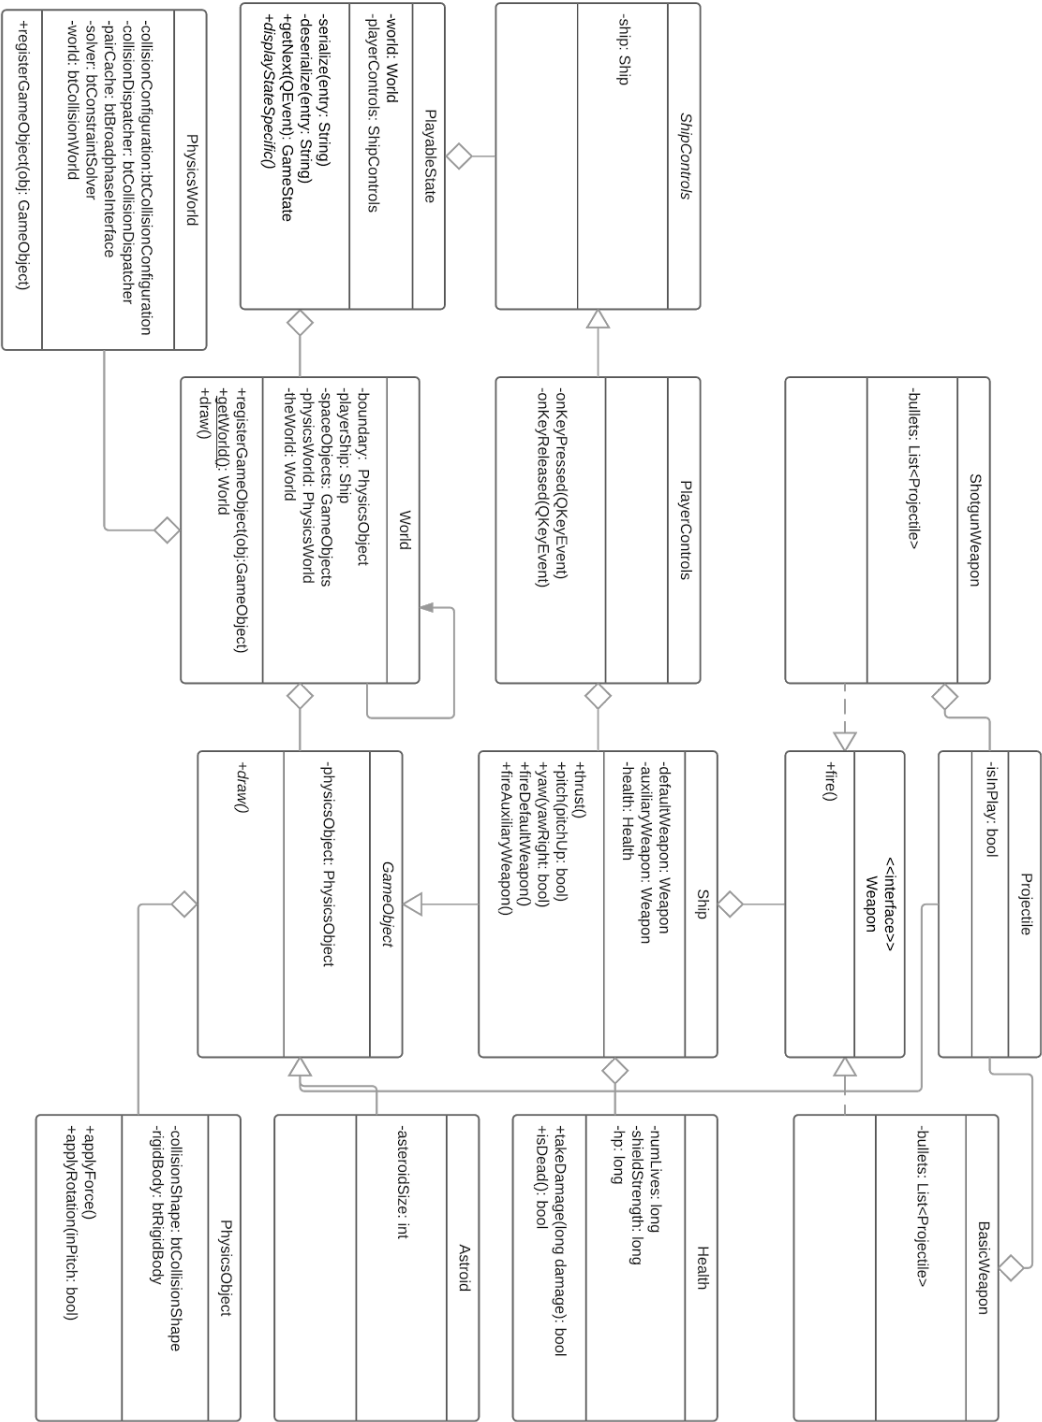 Projectile
-isInPlay: bool
ShotgunWeapon
-bullets: List<Projectile>
<<interface>>
Weapon
+fire()
BasicWeapon
-bullets: List<Projectile>
ShipControls
-ship: Ship
PlayerControls
-onKeyPressed(QKeyEvent)
-onKeyReleased(QKeyEvent)
Ship
-defaultWeapon: Weapon
-auxiliaryWeapon: Weapon
-health: Health
+thrust()
+pitch(pitchUp: bool)
+yaw(yawRight: bool)
+fireDefaultWeapon()
+fireAuxiliaryWeapon()
Health
-numLives: long
-shieldStrength: long
-hp: long
+takeDamage(long damage): bool
+isDead(): bool
PlayableState
-world: World
-playerControls: ShipControls
-serialize(entry: String)
-deserialize(entry: String)
+getNext(QEvent): GameState
+displayStateSpecific()
World
-boundary: PhysicsObject
-playerShip: Ship
-spaceObjects: GameObjects
-physicsWorld: PhysicsWorld
-theWorld: World
+registerGameObject(obj:GameObject)
+getWorld(): World
+draw()
GameObject
-physicsObject: PhysicsObject
+draw()
Astroid
-asteroidSize: int
PhysicsWorld
-collisionConfiguration:btCollisionConfiguration
-collisionDispatcher: btCollisionDispatcher
-pairCache: btBroadphaseInterface
-solver: btConstraintSolver
-world: btCollisionWorld
+registerGameObject(obj: GameObject)
PhysicsObject
-collisionShape: btCollisionShape
-rigidBody: btRigidBody
+applyForce()
+applyRotation(inPitch: bool)